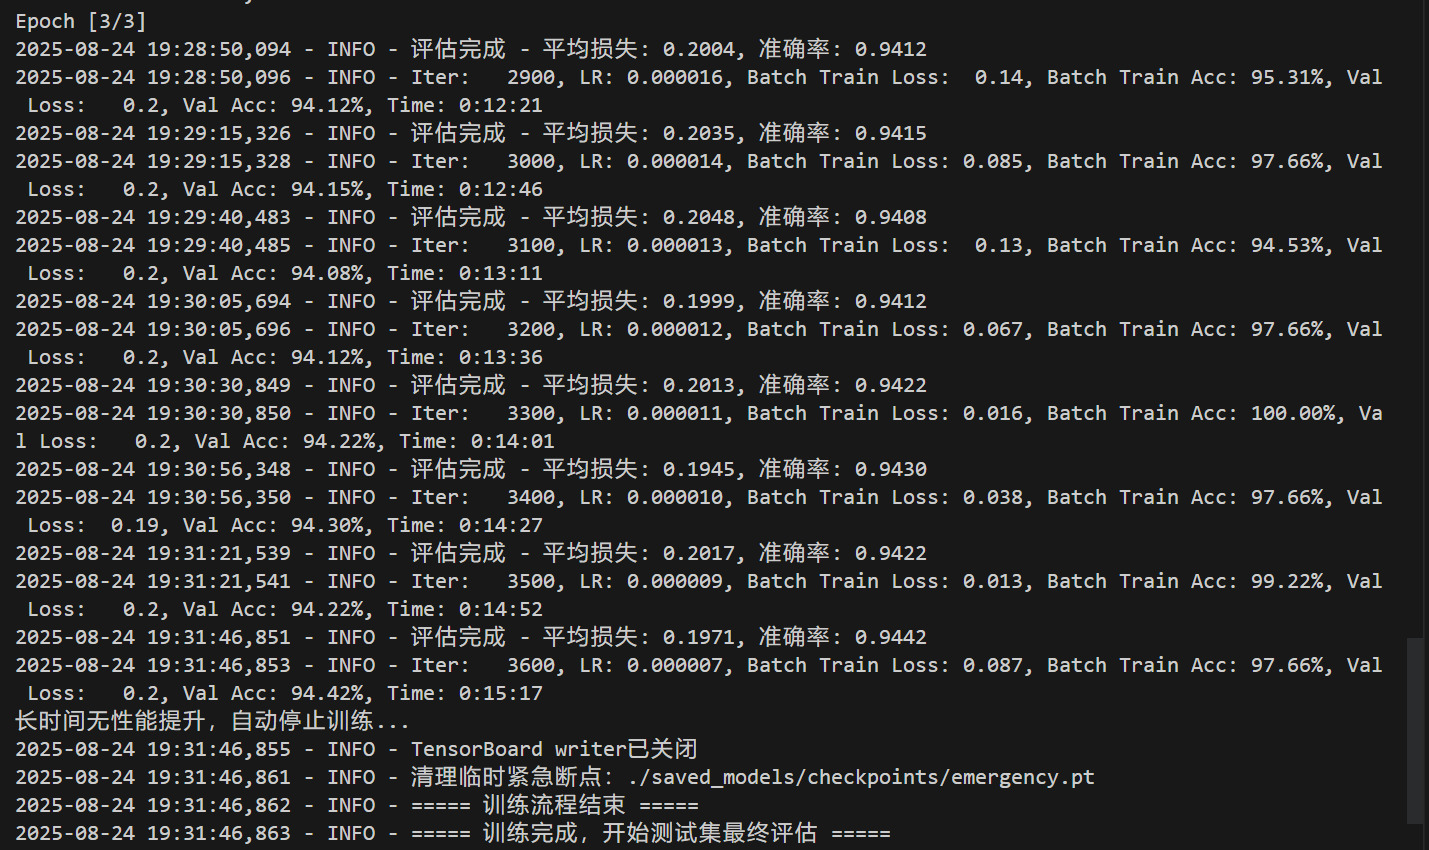 Epoch [3/3]
2025-08-24 19:28:50,094 - INFO - 评估完成 - 平均损失: 0.2004, 准确率: 0.9412
2025-08-24 19:28:50,096 - INFO - Iter:   2900, LR: 0.000016, Batch Train Loss:  0.14, Batch Train Acc: 95.31%, Val
 Loss:   0.2, Val Acc: 94.12%, Time: 0:12:21
2025-08-24 19:29:15,326 - INFO - 评估完成 - 平均损失: 0.2035, 准确率: 0.9415
2025-08-24 19:29:15,328 - INFO - Iter:   3000, LR: 0.000014, Batch Train Loss: 0.085, Batch Train Acc: 97.66%, Val
 Loss:   0.2, Val Acc: 94.15%, Time: 0:12:46
2025-08-24 19:29:40,483 - INFO - 评估完成 - 平均损失: 0.2048, 准确率: 0.9408
2025-08-24 19:29:40,485 - INFO - Iter:   3100, LR: 0.000013, Batch Train Loss:  0.13, Batch Train Acc: 94.53%, Val
 Loss:   0.2, Val Acc: 94.08%, Time: 0:13:11
2025-08-24 19:30:05,694 - INFO - 评估完成 - 平均损失: 0.1999, 准确率: 0.9412
2025-08-24 19:30:05,696 - INFO - Iter:   3200, LR: 0.000012, Batch Train Loss: 0.067, Batch Train Acc: 97.66%, Val
 Loss:   0.2, Val Acc: 94.12%, Time: 0:13:36
2025-08-24 19:30:30,849 - INFO - 评估完成 - 平均损失: 0.2013, 准确率: 0.9422
2025-08-24 19:30:30,850 - INFO - Iter:   3300, LR: 0.000011, Batch Train Loss: 0.016, Batch Train Acc: 100.00%, Va
l Loss:   0.2, Val Acc: 94.22%, Time: 0:14:01
2025-08-24 19:30:56,348 - INFO - 评估完成 - 平均损失: 0.1945, 准确率: 0.9430
2025-08-24 19:30:56,350 - INFO - Iter:   3400, LR: 0.000010, Batch Train Loss: 0.038, Batch Train Acc: 97.66%, Val
 Loss:  0.19, Val Acc: 94.30%, Time: 0:14:27
2025-08-24 19:31:21,539 - INFO - 评估完成 - 平均损失: 0.2017, 准确率: 0.9422
2025-08-24 19:31:21,541 - INFO - Iter:   3500, LR: 0.000009, Batch Train Loss: 0.013, Batch Train Acc: 99.22%, Val
 Loss:   0.2, Val Acc: 94.22%, Time: 0:14:52
2025-08-24 19:31:46,851 - INFO - 评估完成 - 平均损失: 0.1971, 准确率: 0.9442
2025-08-24 19:31:46,853 - INFO - Iter:   3600, LR: 0.000007, Batch Train Loss: 0.087, Batch Train Acc: 97.66%, Val
 Loss:   0.2, Val Acc: 94.42%, Time: 0:15:17
长时间无性能提升，自动停止训练...
2025-08-24 19:31:46,855 - INFO - TensorBoard writer已关闭
2025-08-24 19:31:46,861 - INFO - 清理临时紧急断点: ./saved_models/checkpoints/emergency.pt
2025-08-24 19:31:46,862 - INFO - ===== 训练流程结束 =====
2025-08-24 19:31:46,863 - INFO - ===== 训练完成，开始测试集最终评估 =====